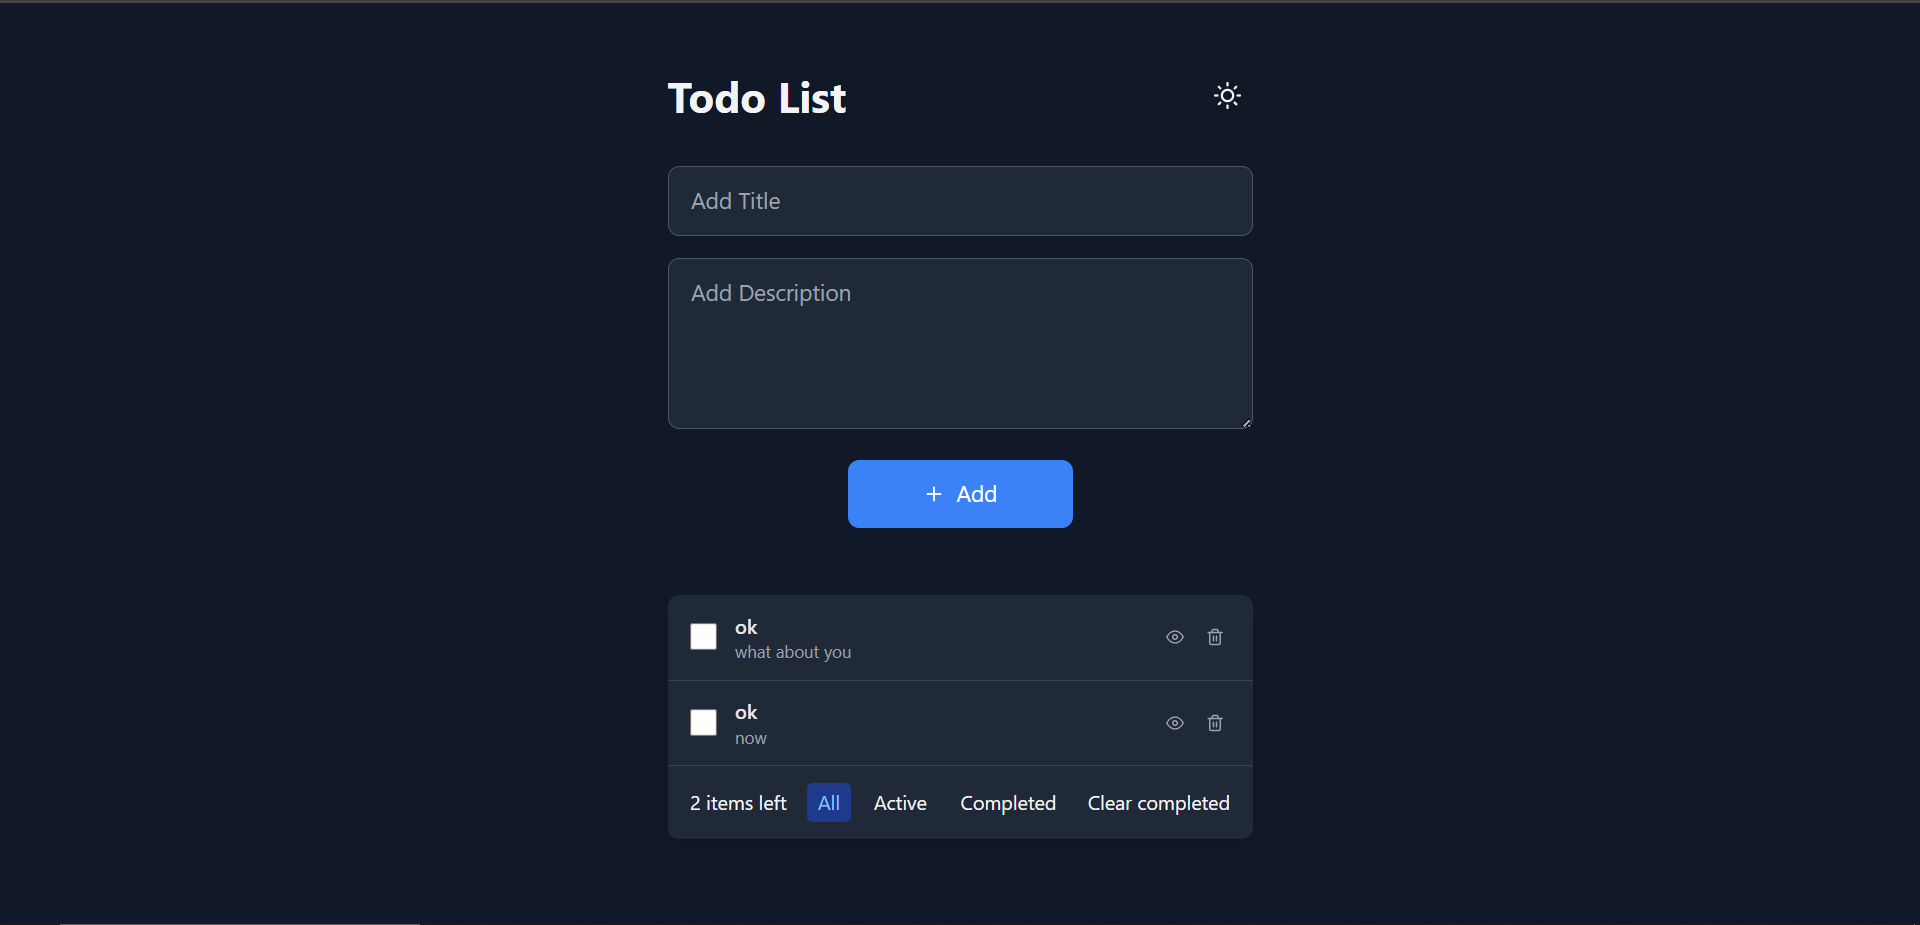 Todo List
Add Title
Add Description
+ Add
ok
what about you
ok
now
2 items left All Active Completed Clear completed